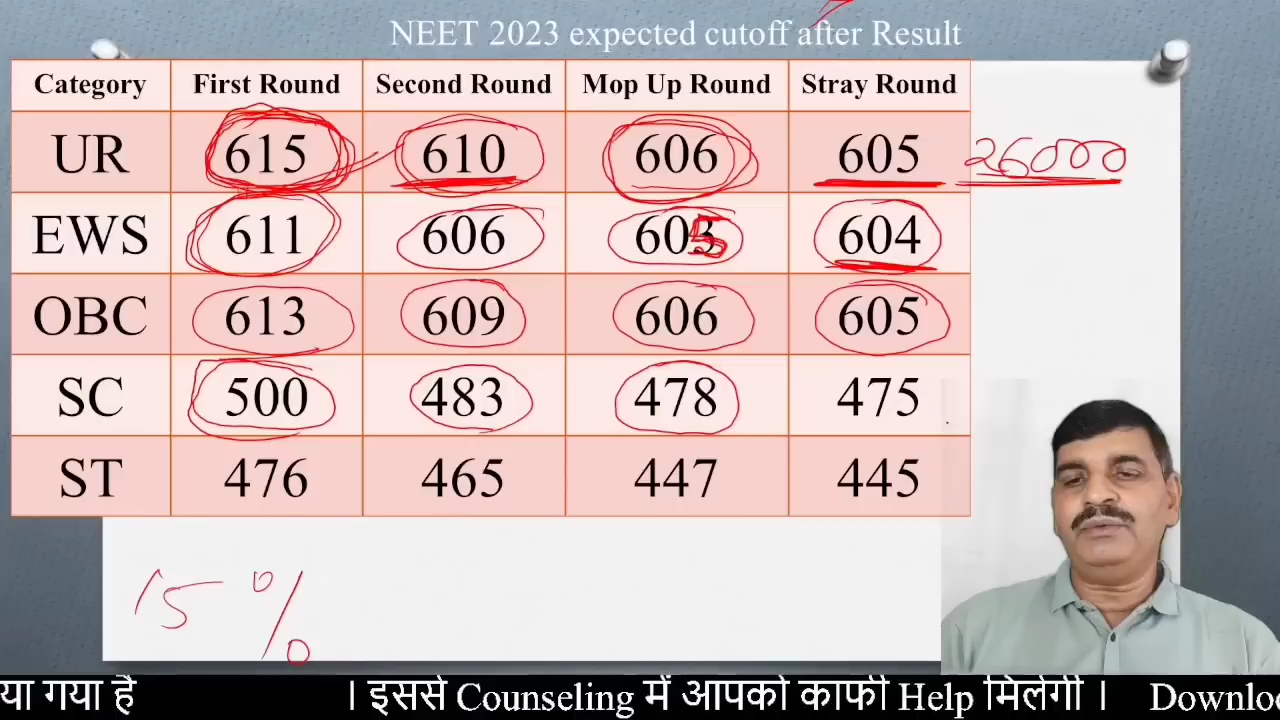 NEET 2023 expected cutoff after Result
Category First Round Second Round Mop Up Round Stray Round
UR 615 610 606 605 26000
EWS 611 606 605 604
OBC 613 609 606 605
SC 500 483 478 475
ST 476 465 447 445
15 %
या गया है । इससे Counseling में आपको काफी Help मिलेगी । Downlo